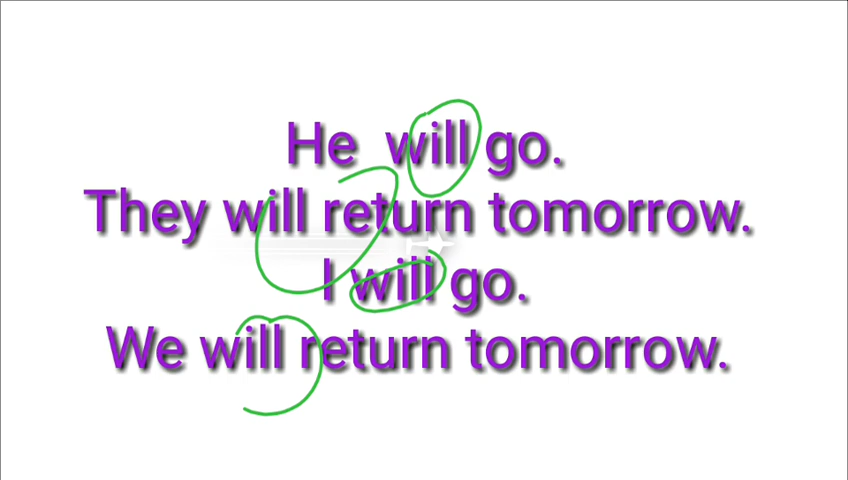 He will go.
They will return tomorrow.
I will go.
We will return tomorrow.